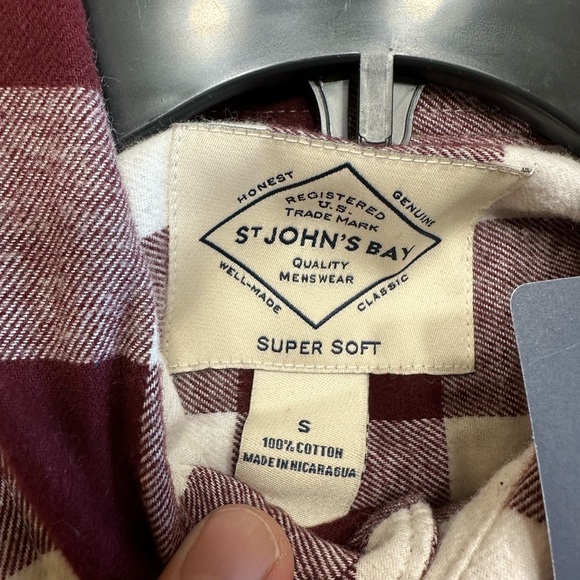 HONEST
GENUINE
REGISTERED
U.S.
TRADE MARK
ST JOHN'S BAY
QUALITY
MENSWEAR
WELL-MADE
CLASSIC
SUPER SOFT
S
100% COTTON
MADE IN NICARAGUA